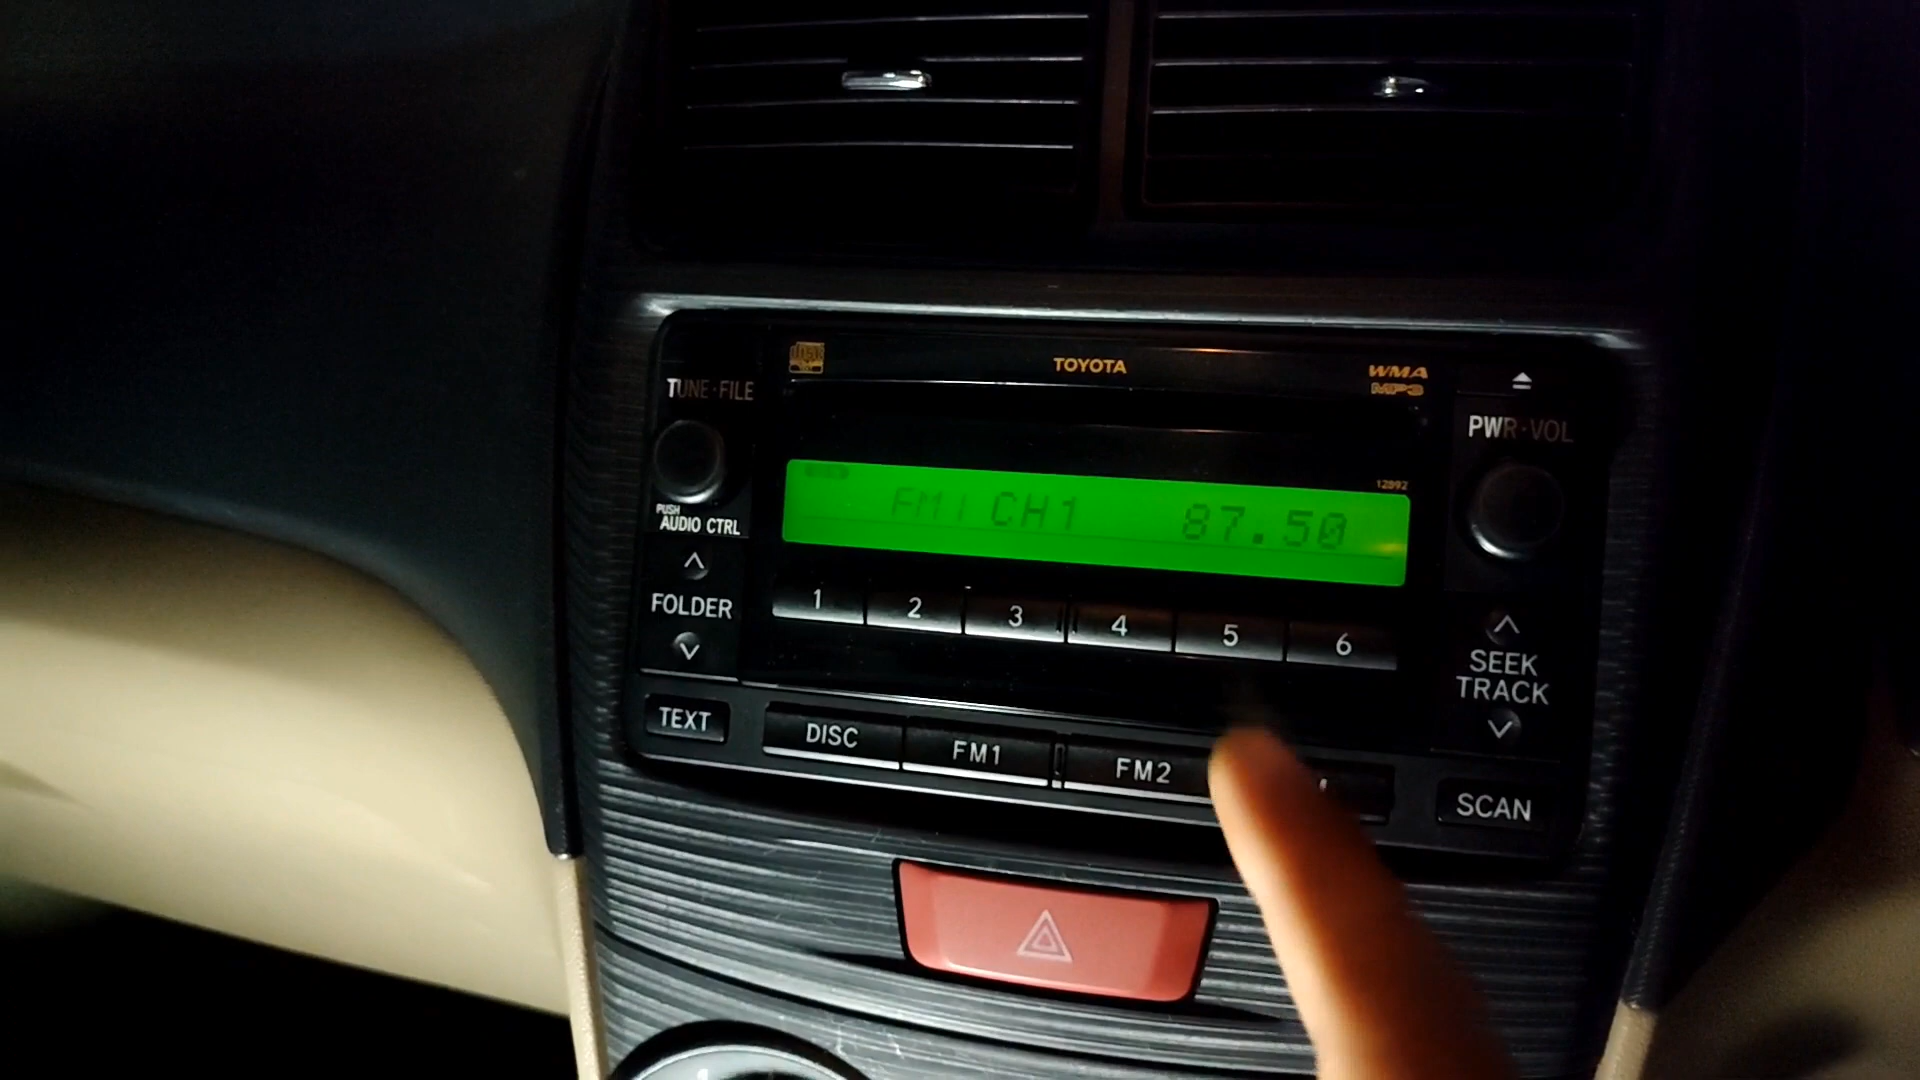 TOYOTA
WMA
MP3
TUNE·FILE
PWR·VOL
12892
PUSH
AUDIO CTRL
FM1 CH1 87.50
FOLDER
1 2 3 4 5 6
SEEK
TRACK
TEXT
DISC
FM1
FM2
SCAN